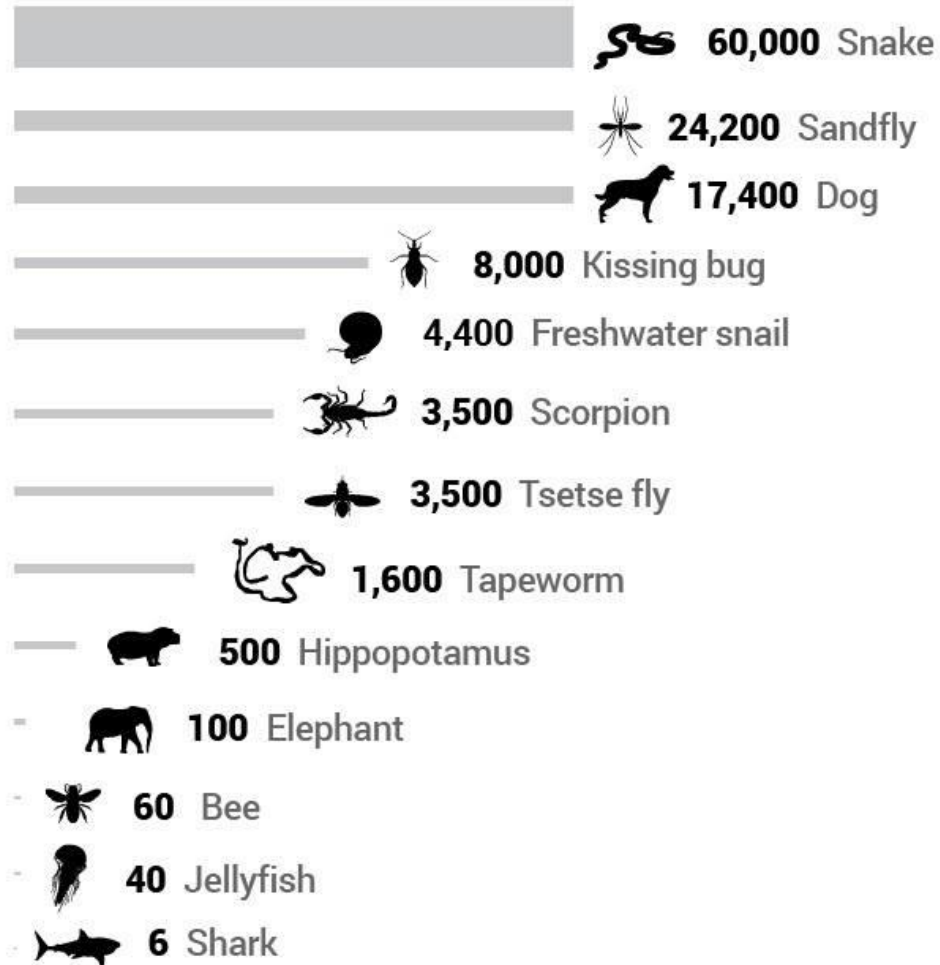 60,000 Snake
24,200 Sandfly
17,400 Dog
8,000 Kissing bug
4,400 Freshwater snail
3,500 Scorpion
3,500 Tsetse fly
1,600 Tapeworm
500 Hippopotamus
100 Elephant
60 Bee
40 Jellyfish
6 Shark